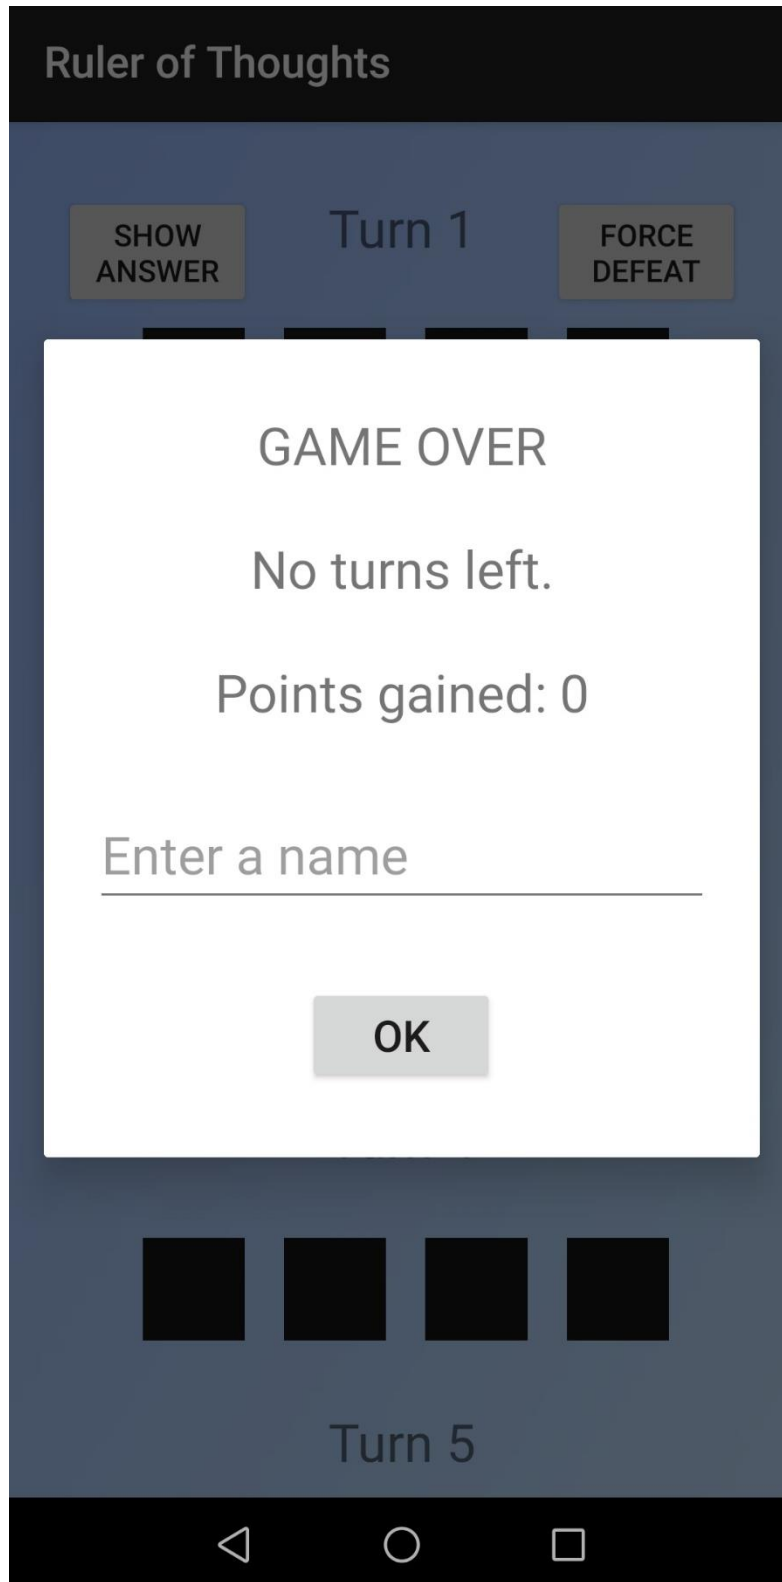 Ruler of Thoughts
Turn 1
SHOW
ANSWER
FORCE
DEFEAT
GAME OVER
No turns left.
Points gained: 0
Enter a name
OK
Turn 5